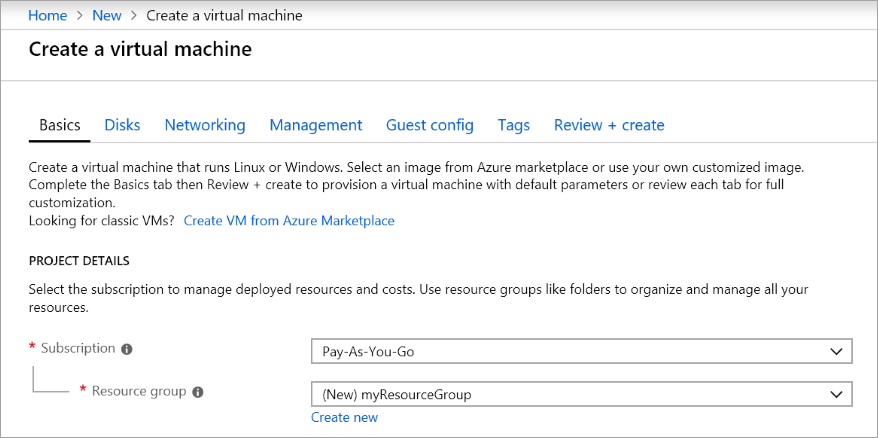 Home > New > Create a virtual machine
Create a virtual machine
Basics Disks Networking Management Guest config Tags Review + create
Create a virtual machine that runs Linux or Windows. Select an image from Azure marketplace or use your own customized image.
Complete the Basics tab then Review + create to provision a virtual machine with default parameters or review each tab for full
customization.
Looking for classic VMs? Create VM from Azure Marketplace
PROJECT DETAILS
Select the subscription to manage deployed resources and costs. Use resource groups like folders to organize and manage all your
resources.
* Subscription Pay-As-You-Go
* Resource group (New) myResourceGroup
Create new